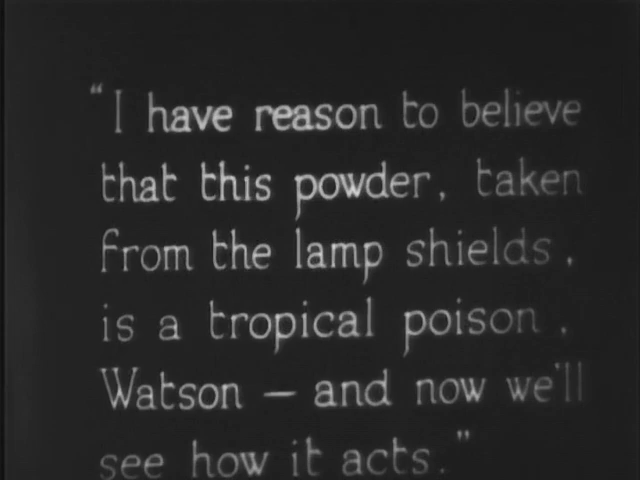 "I have reason to believe
that this powder, taken
from the lamp shields,
is a tropical poison,
Watson — and now we'll
see how it acts."